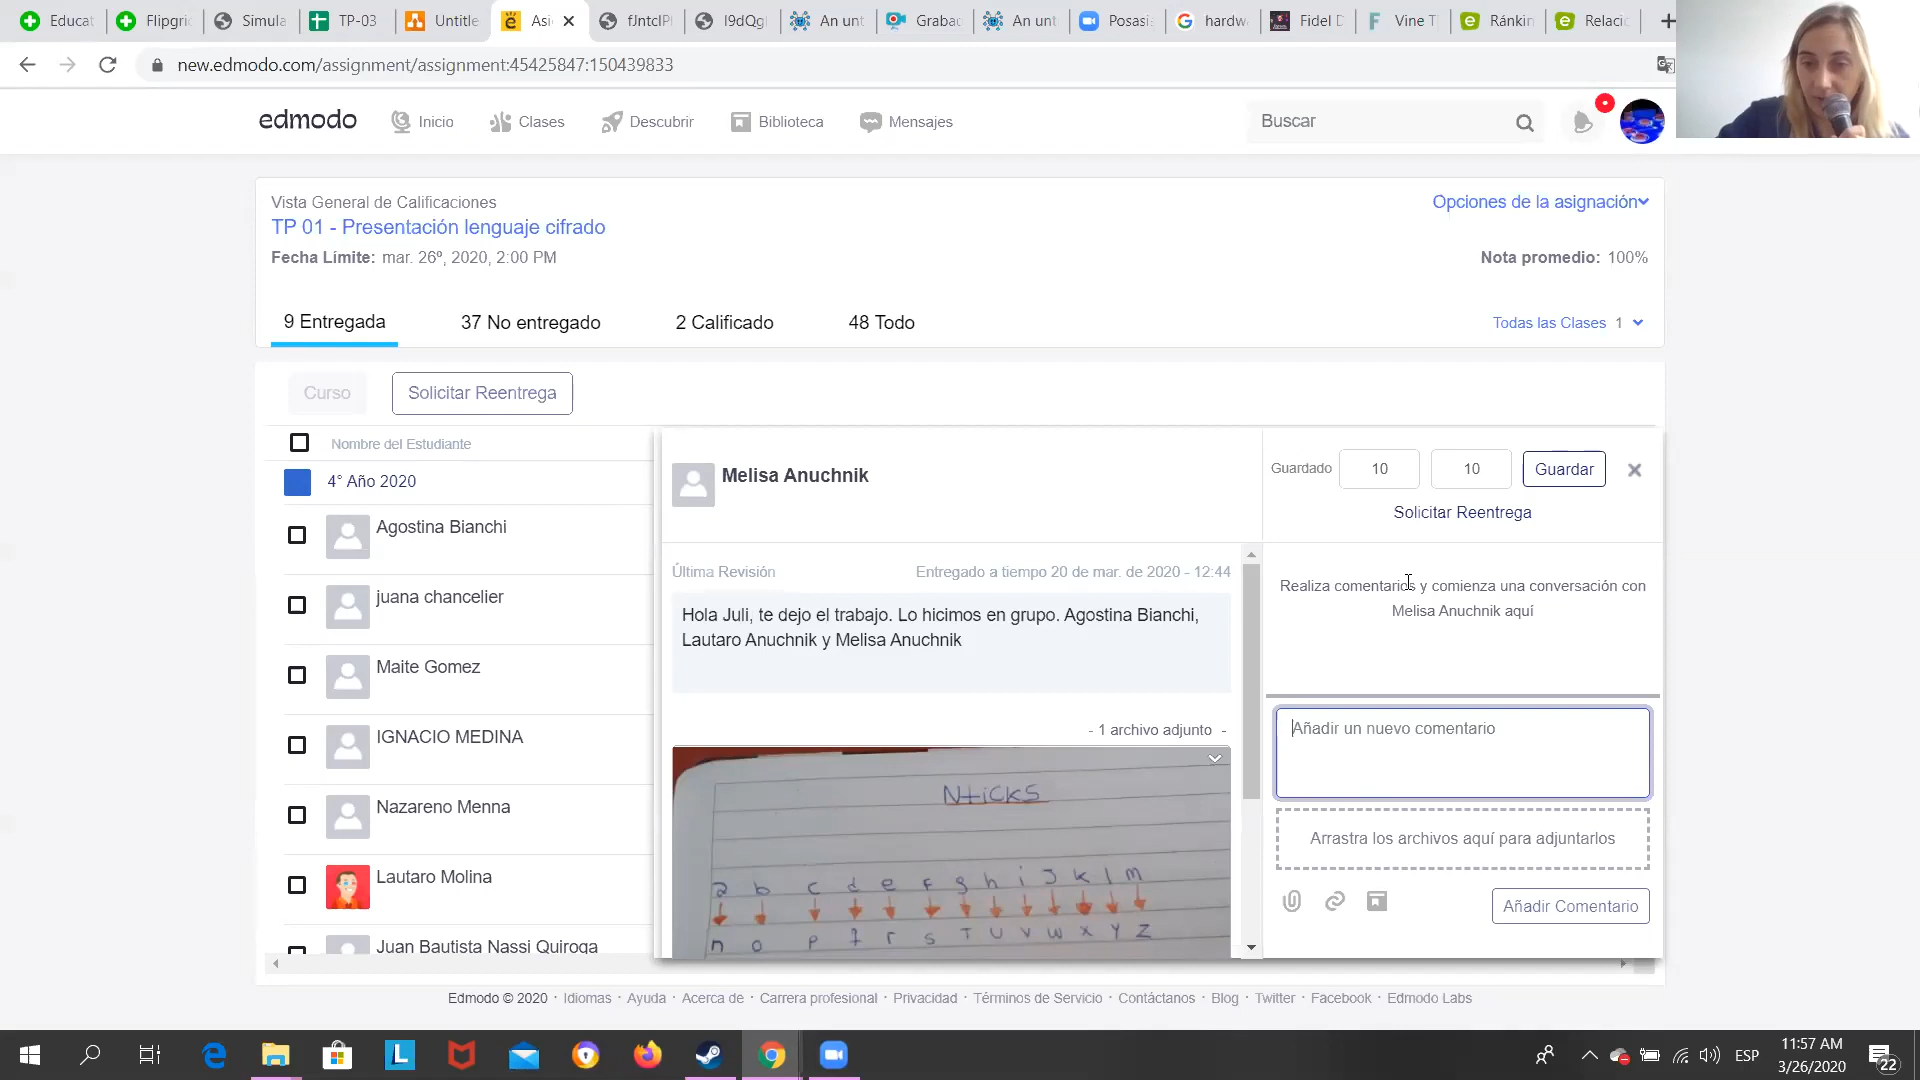 Educat
Flipgri
Simula
TP-03
Untitle
Asi
fJntclP
I9dQg
An unt
Graba
An unt
Posas
hardw
Fidel D
Vine T
Ránkin
Relaci
new.edmodo.com/assignment/assignment:45425847:150439833
edmodo
Inicio
Clases
Descubrir
Biblioteca
Mensajes
Buscar
Vista General de Calificaciones
Opciones de la asignación
TP 01 - Presentación lenguaje cifrado
Fecha Límite: mar. 26º, 2020, 2:00 PM
Nota promedio: 100%
9 Entregada
37 No entregado
2 Calificado
48 Todo
Todas las Clases 1
Curso
Solicitar Reentrega
Nombre del Estudiante
4° Año 2020
Agostina Bianchi
juana chancelier
Maite Gomez
IGNACIO MEDINA
Nazareno Menna
Lautaro Molina
Juan Bautista Nassi Quiroga
Melisa Anuchnik
Guardado 10 10 Guardar
Solicitar Reentrega
Última Revisión
Entregado a tiempo 20 de mar. de 2020 - 12:44
Hola Juli, te dejo el trabajo. Lo hicimos en grupo. Agostina Bianchi,
Lautaro Anuchnik y Melisa Anuchnik
- 1 archivo adjunto -
Nticks
a b c d e f g h i j k l m
n o p q r s T u v w x y z
Realiza comentarios y comienza una conversación con
Melisa Anuchnik aquí
Añadir un nuevo comentario
Arrastra los archivos aquí para adjuntarlos
Añadir Comentario
Edmodo © 2020 · Idiomas · Ayuda · Acerca de · Carrera profesional · Privacidad · Términos de Servicio · Contáctanos · Blog · Twitter · Facebook · Edmodo Labs
ESP
11:57 AM
3/26/2020
22